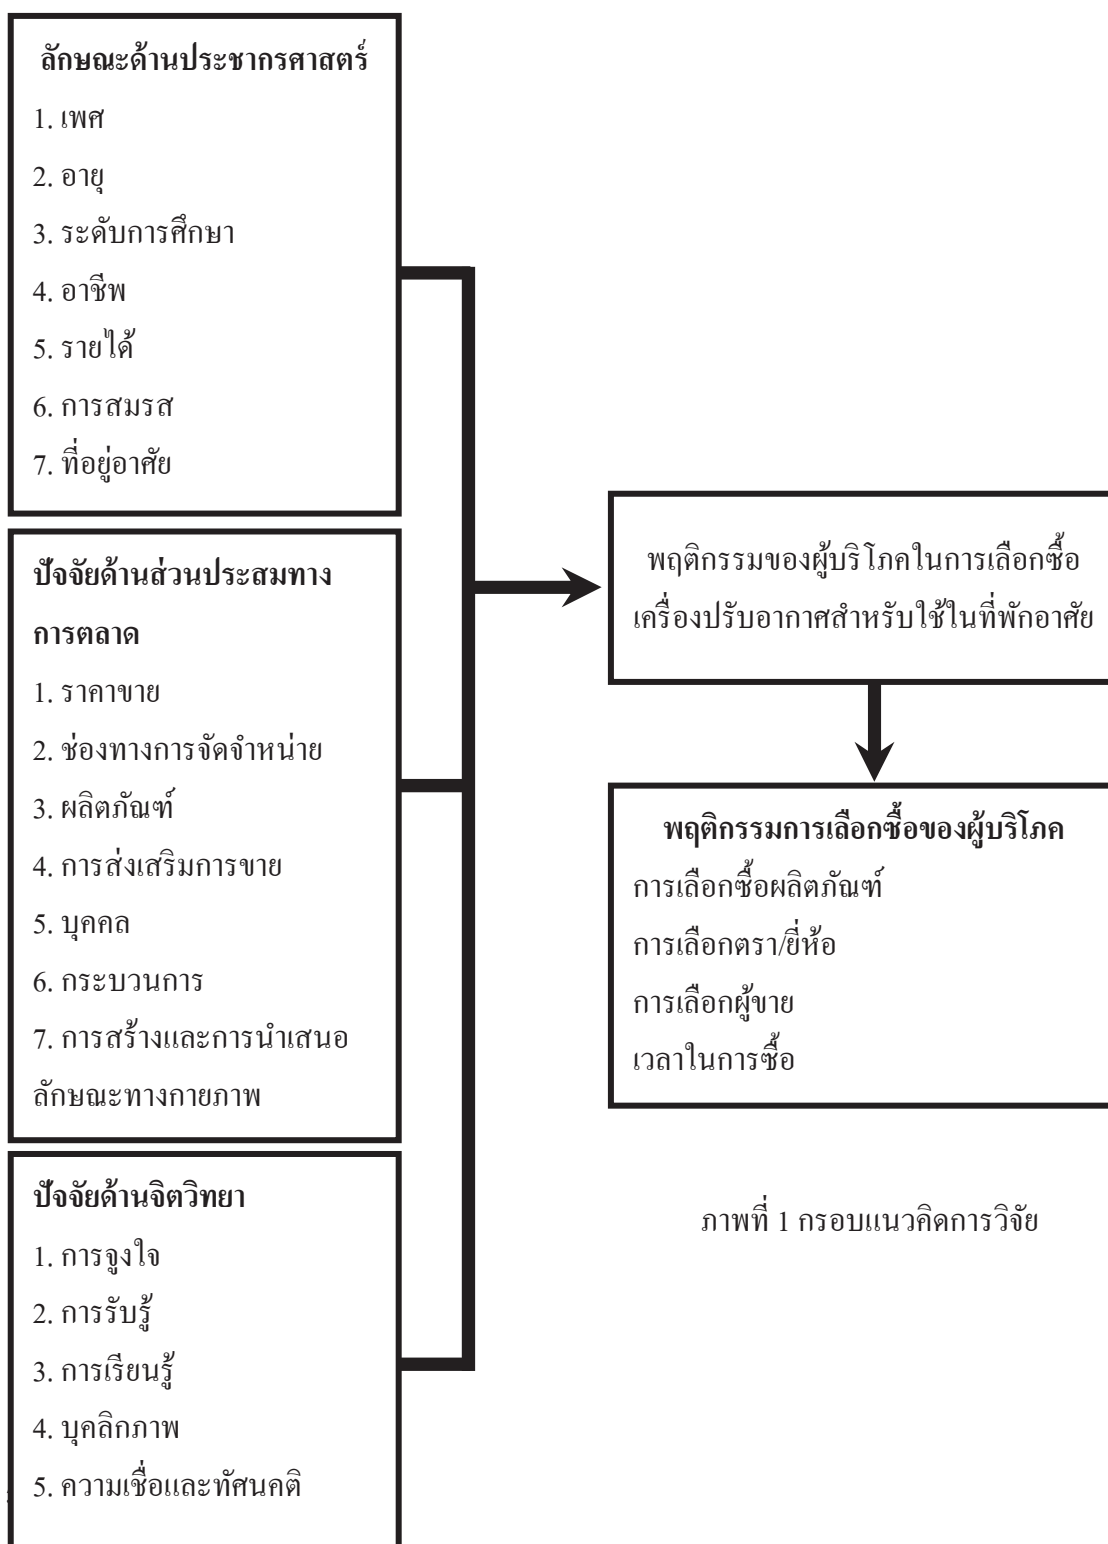 ลักษณะด้านประชากรศาสตร์
1. เพศ
2. อายุ
3. ระดับการศึกษา
4. อาชีพ
5. รายได้
6. การสมรส
7. ที่อยู่อาศัย
ปัจจัยด้านส่วนประสมทาง
การตลาด
1. ราคาขาย
2. ช่องทางการจัดจำหน่าย
3. ผลิตภัณฑ์
4. การส่งเสริมการขาย
5. บุคคล
6. กระบวนการ
7. การสร้างและการนำเสนอ
ลักษณะทางกายภาพ
ปัจจัยด้านจิตวิทยา
1. การจูงใจ
2. การรับรู้
3. การเรียนรู้
4. บุคลิกภาพ
5. ความเชื่อและทัศนคติ
พฤติกรรมของผู้บริโภคในการเลือกซื้อ
เครื่องปรับอากาศสำหรับใช้ในที่พักอาศัย
พฤติกรรมการเลือกซื้อของผู้บริโภค
การเลือกซื้อผลิตภัณฑ์
การเลือกตรา/ยี่ห้อ
การเลือกผู้ขาย
เวลาในการซื้อ
ภาพที่ 1 กรอบแนวคิดการวิจัย